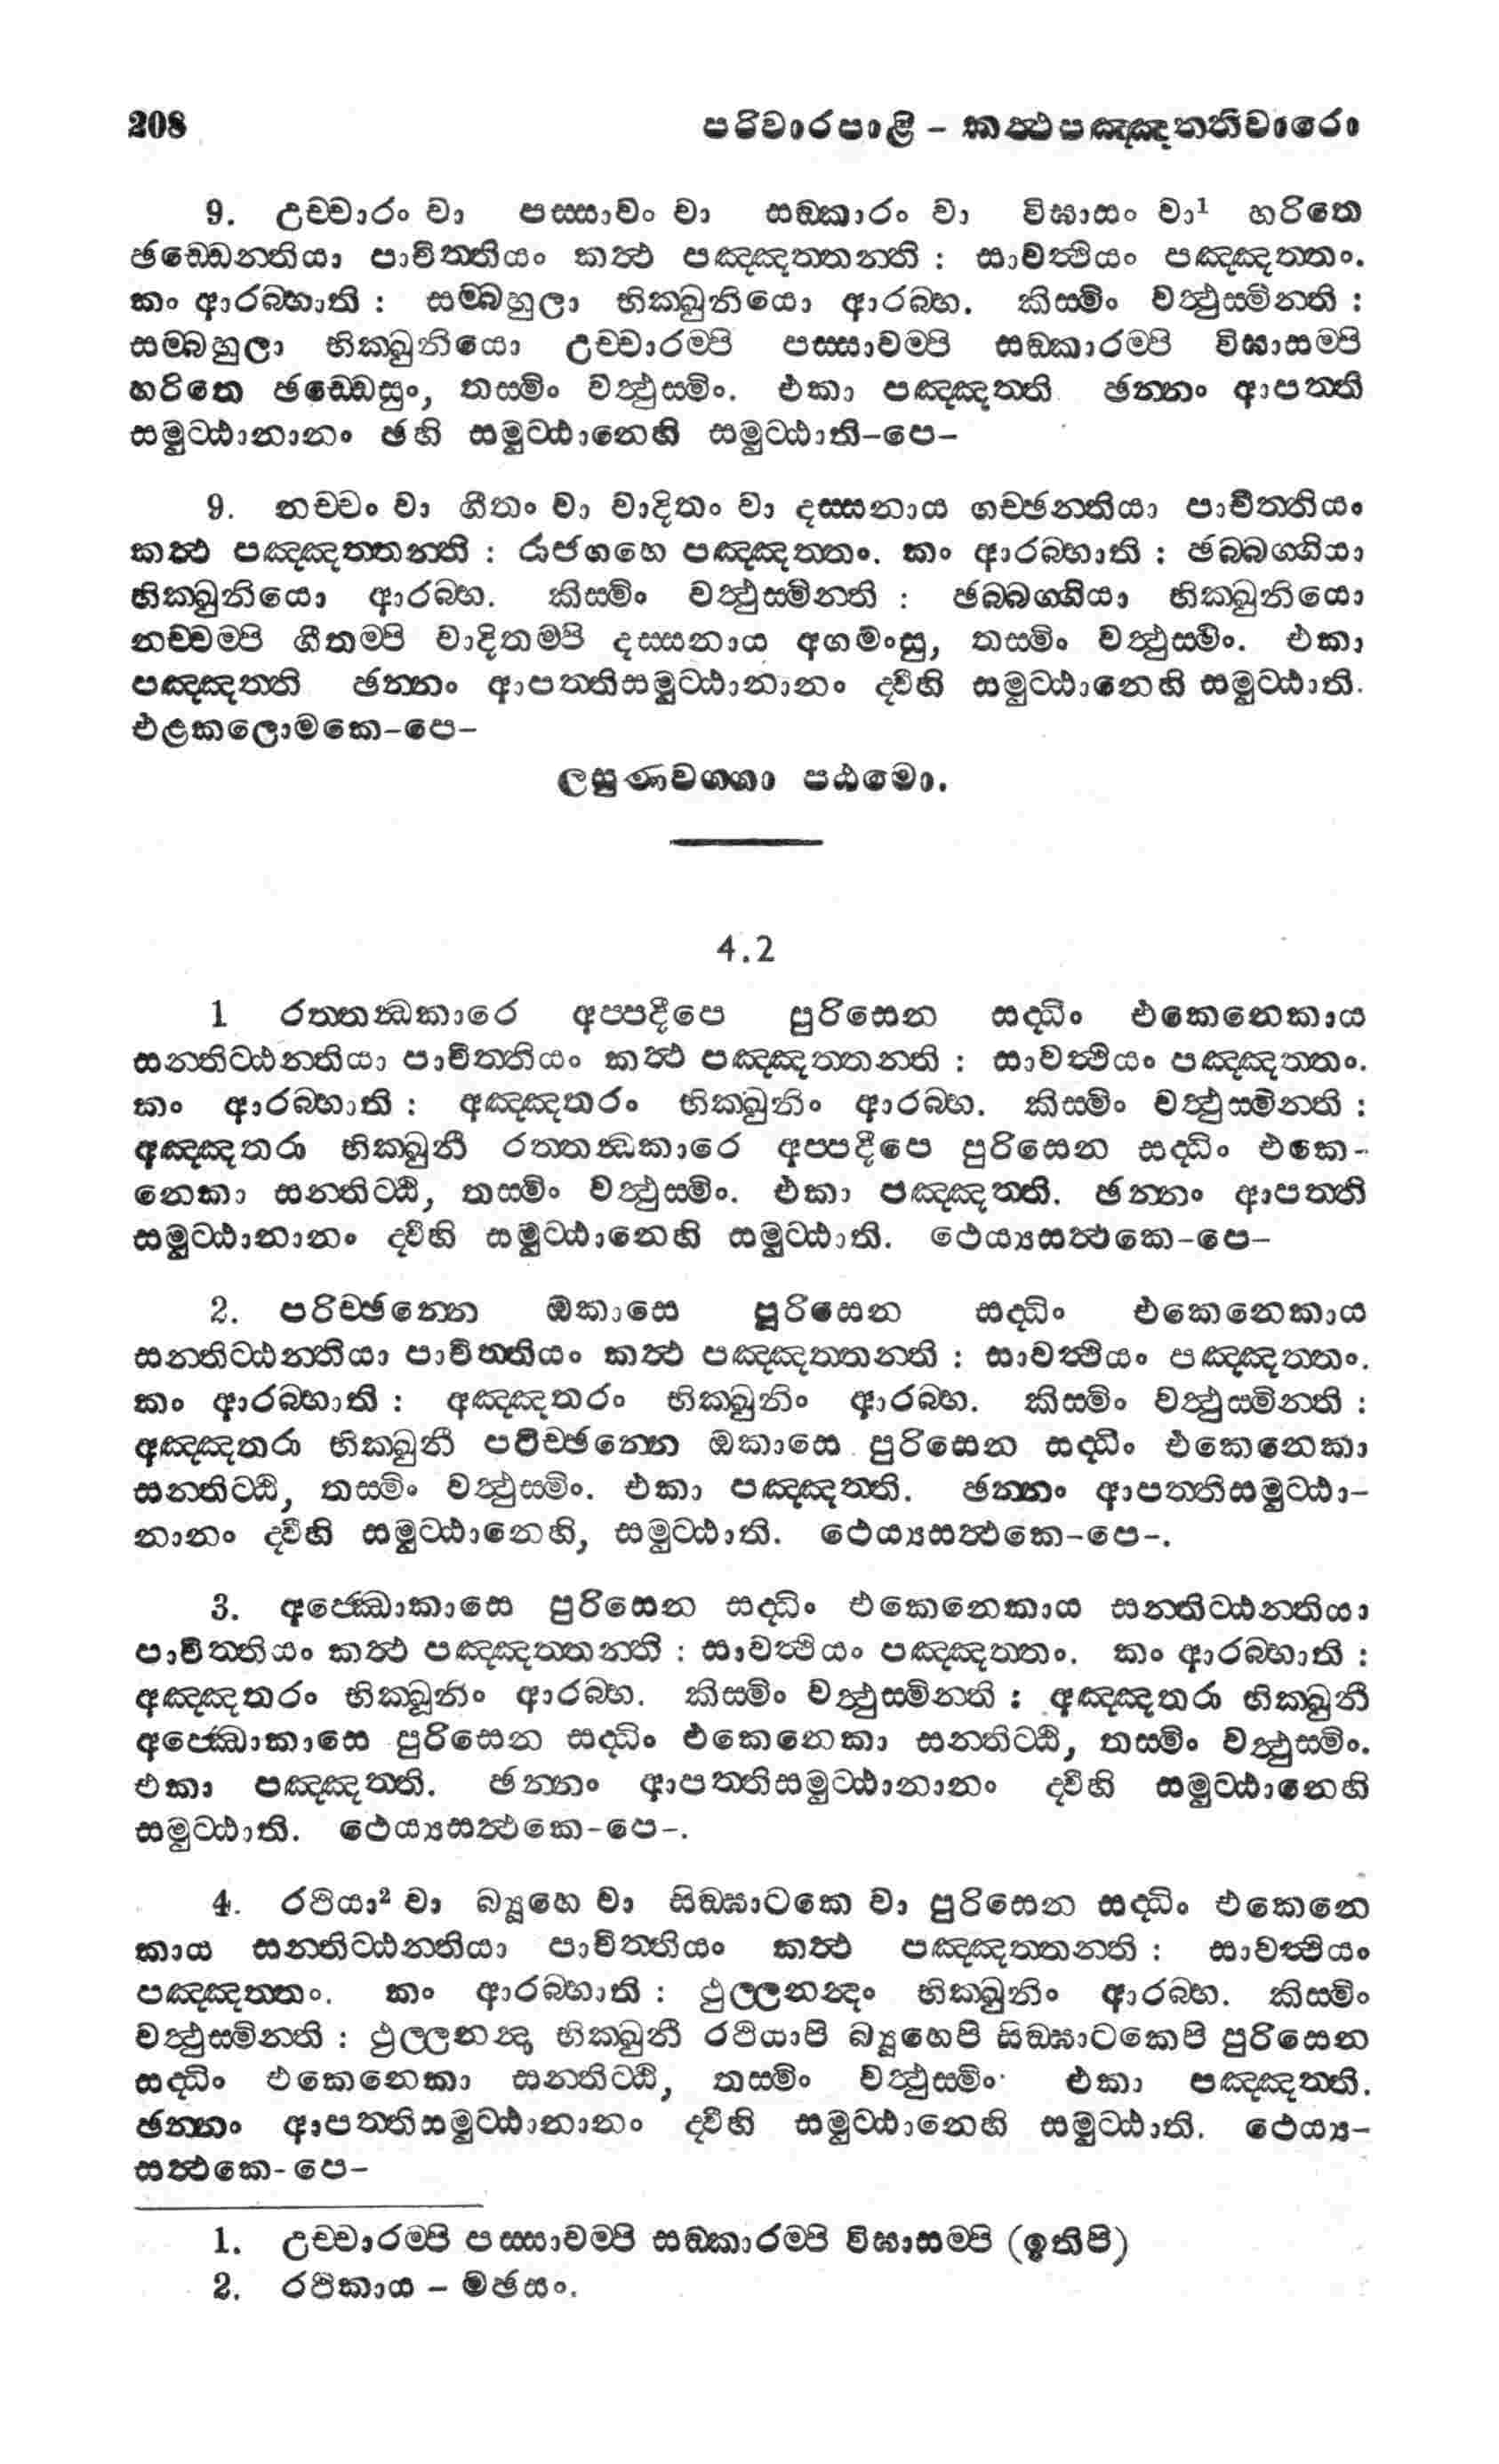 208 පරිවාරපාළි – කත්‍ථපඤ්ඤත්තිවාරො
9. උච්චාරං වා පස්සාවං වා සඞ්කාරං වා විඝාසං වා¹ හරිතෙ
ඡඩ්ඩෙන්තියා පාචිත්තියං කත්‍ථ පඤ්ඤත්තන්ති : සාවත්‍ථියං පඤ්ඤත්තං.
කං ආරබ්භාති : සම්බහුලා භික්ඛුනියො ආරබ්භ. කිස්මිං වත්‍ථුස්මින්ති :
සම්බහුලා භික්ඛුනියො උච්චාරම්පි පස්සාවම්පි සඞ්කාරම්පි විඝාසම්පි
හරිතෙ ඡඩ්ඩෙසුං, තස්මිං වත්‍ථුස්මිං. එකා පඤ්ඤත්ති ඡන්නං ආපත්ති
සමුට්ඨානානං ඡහි සමුට්ඨානෙහි සමුට්ඨාති–පෙ–
9. නච්චං වා ගීතං වා වාදිතං වා දස්සනාය ගච්ඡන්තියා පාචිත්තියං
කත්‍ථ පඤ්ඤත්තන්ති : රාජගහෙ පඤ්ඤත්තං. කං ආරබ්භාති : ඡබ්බග්ගියා
භික්ඛුනියො ආරබ්භ. කිස්මිං වත්‍ථුස්මින්ති : ඡබ්බග්ගියා භික්ඛුනියො
නච්චම්පි ගීතම්පි වාදිතම්පි දස්සනාය අගමංසු, තස්මිං වත්‍ථුස්මිං. එකා
පඤ්ඤත්ති ඡන්නං ආපත්තිසමුට්ඨානානං ද්වීහි සමුට්ඨානෙහි සමුට්ඨාති.
එළකලොමකෙ–පෙ–
ලසුණවග්ගා පඨමො.
4.2
1 රත්තන්‍ධකාරෙ අප්පදීපෙ පුරිසෙන සද්ධිං එකෙනෙකාය
සන්තිට්ඨන්තියා පාචිත්තියං කත්‍ථ පඤ්ඤත්තන්ති : සාවත්‍ථියං පඤ්ඤත්තං.
කං ආරබ්භාති : අඤ්ඤතරං භික්ඛුනිං ආරබ්භ. කිස්මිං වත්‍ථුස්මින්ති :
අඤ්ඤතරා භික්ඛුනී රත්තන්‍ධිකාරෙ අප්පදීපෙ පුරිසෙන සද්ධිං එකෙ-
නෙකා සන්තිට්ඨි, තස්මිං වත්‍ථුස්මිං. එකා පඤ්ඤත්ති. ඡන්නං ආපත්ති
සමුට්ඨානානං ද්වීහි සමුට්ඨානෙහි සමුට්ඨාති. ථෙය්‍යසත්‍ථකෙ–පෙ–
2. පරිච්ඡන්නෙ ඔකාසෙ පූරිසෙන සද්ධිං එකෙනෙකාය
සන්තිට්ඨන්තියා පාචිත්තියං කත්‍ථ පඤ්ඤත්තන්ති : සාවත්‍ථියං පඤ්ඤත්තං.
කං ආරබ්භාති : අඤ්ඤතරං භික්ඛුනිං ආරබ්භ. කිස්මිං වත්‍ථුස්මින්ති :
අඤ්ඤතරා භික්ඛුනී පටිච්ඡන්නෙ ඔකාසෙ පුරිසෙන සද්ධිං එකෙනෙකා
සන්තිට්ඨි, තස්මිං වත්‍ථුස්මිං. එකා පඤ්ඤත්ති. ඡන්නං ආපත්තිසමුට්ඨා–
නානං ද්වීහි සමුට්ඨානෙහි, සමුට්ඨාති. ථෙය්‍යසත්‍ථකෙ–පෙ–.
3. අජ්ඣොකාසෙ පුරිසෙන සද්ධිං එකෙනෙකාය සන්තිට්ඨන්තියා
පාචිත්තියං කත්‍ථ පඤ්ඤත්තන්ති : සාවත්‍ථියං පඤ්ඤත්තං. කං ආරබ්භාති :
අඤ්ඤතරං භික්ඛූනිං ආරබ්භ. කිස්මිං වත්‍ථුස්මින්ති : අඤ්ඤතරා භික්ඛුනී
අජ්ඣොකාසෙ පුරිසෙන සද්ධිං එකෙනෙකා සන්තිට්ඨි, තස්මිං වත්‍ථුස්මිං.
එකා පඤ්ඤත්ති. ඡන්නං ආපත්තිසමුට්ඨානානං ද්වීහි සමුට්ඨානෙහි
සමුට්ඨාති. ථෙය්‍යසත්‍ථකෙ–පෙ–.
4. රථියා² වා බ්‍යූහෙ වා සිඞ්ඝාටකෙ වා පුරිසෙන සද්ධිං එකෙනෙ
කාය සන්තිට්ඨන්තියා පාචිත්තියං කත්‍ථ පඤ්ඤත්තන්ති : සාවත්‍ථියං
පඤ්ඤත්තං. කං ආරබ්භාති : ථුල්ලනන්‍දං භික්ඛුනිං ආරබ්භ. කිස්මිං
වත්‍ථුස්මින්ති : ථුල්ලනන්‍දා භික්ඛුනී රථියාපි බ්‍යූහෙපි සිඞ්ඝාටකෙපි පුරිසෙන
සද්ධිං එකෙනෙකා සන්තිට්ඨි, තස්මිං වත්‍ථුස්මිං. එකා පඤ්ඤත්ති.
ඡන්නං ආපත්තිසමුට්ඨානානං ද්වීහි සමුට්ඨානෙහි සමුට්ඨාති. ථෙය්‍ය–
සත්‍ථකෙ- පෙ–
1. උච්චාරම්පි පස්සාවම්පි සඞ්කාරම්පි විඝාසම්පි (ඉතිපි)
2. රථිකාය – මඡසං.